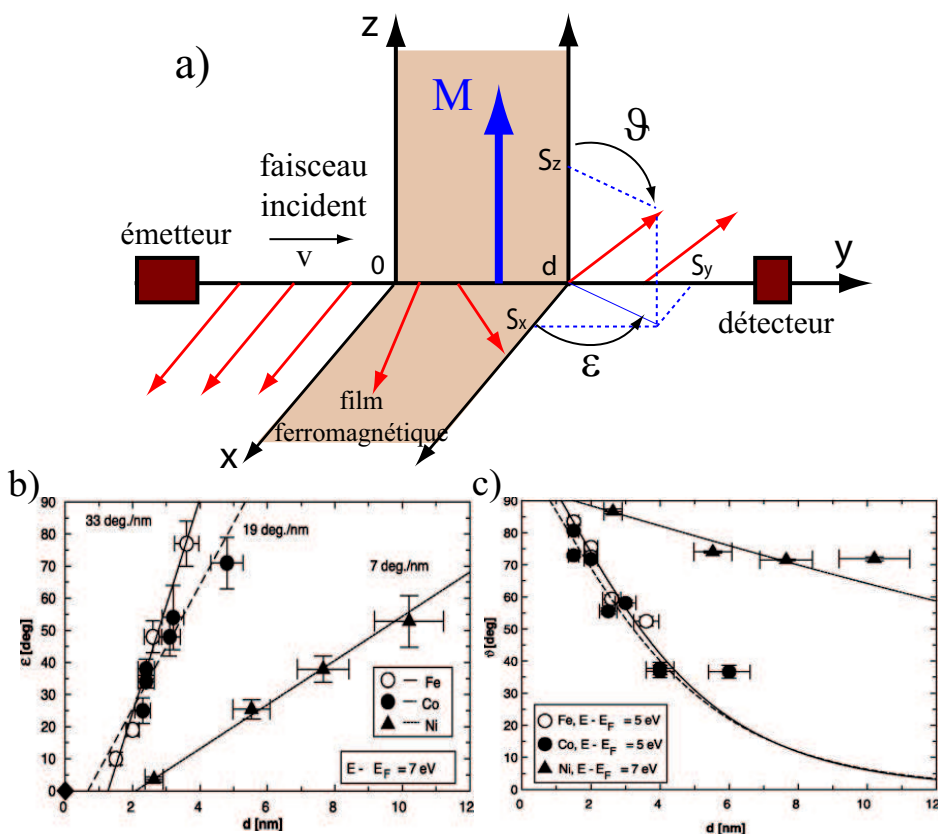 a)
z
M
ϑ
Sz
faisceau
incident
émetteur
v
0
d
Sy
y
détecteur
Sx
ε
film
ferromagnétique
x
b)
90
80
70
60
50
40
30
20
10
0
33 deg./nm
19 deg./nm
7 deg./nm
ε [deg]
Fe
Co
Ni
E - EF = 7 eV
0 2 4 6 8 10 12
d [nm]
c)
90
80
70
60
50
40
30
20
10
0
ϑ [deg]
Fe, E - EF = 5 eV
Co, E - EF = 5 eV
Ni, E - EF = 7 eV
0 2 4 6 8 10 12
d [nm]